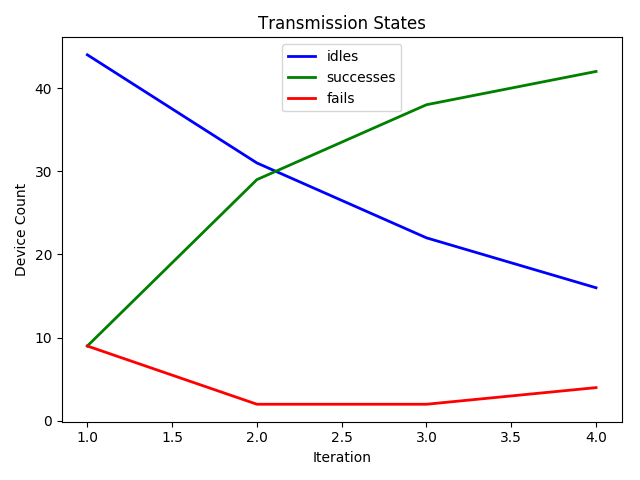 Transmission States
idles
successes
fails
Device Count
40
30
20
10
0
1.0 1.5 2.0 2.5 3.0 3.5 4.0
Iteration